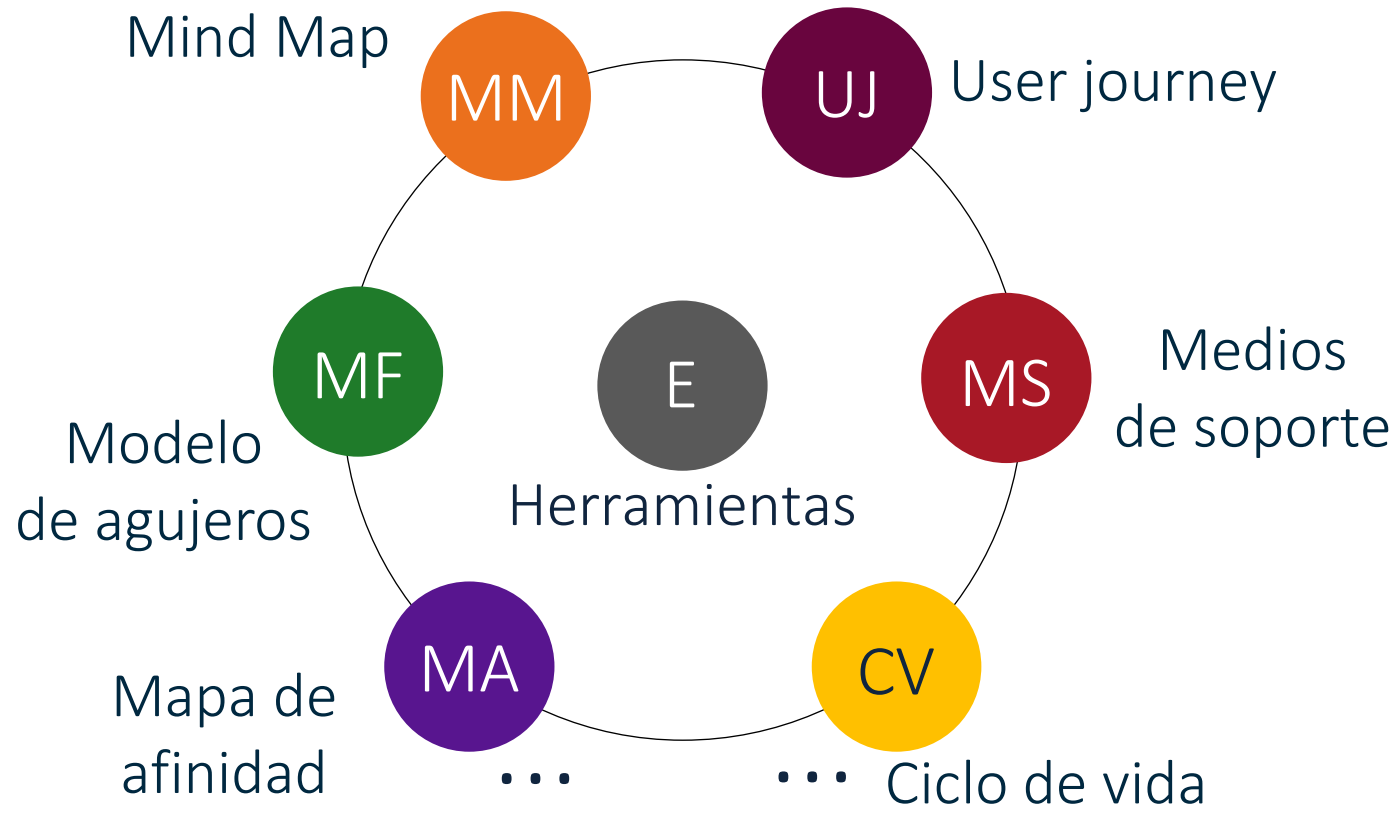 Mind Map
MM
UJ
User journey
MF
E
MS
Medios
de soporte
Modelo
de agujeros
Herramientas
MA
CV
Mapa de
afinidad
...
...
Ciclo de vida